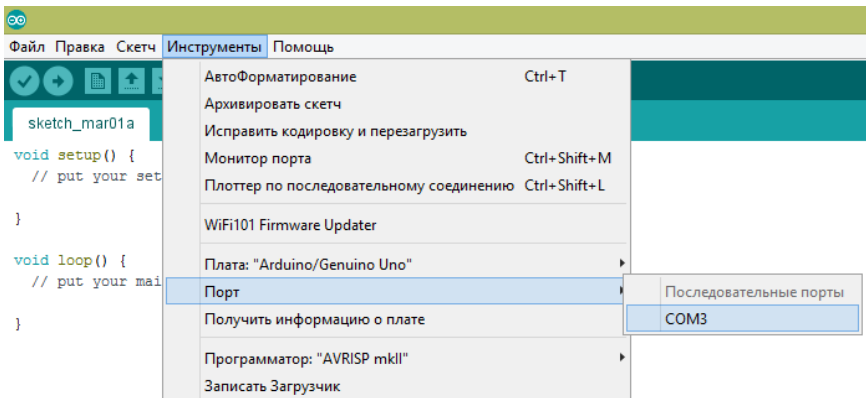 Файл Правка Скетч Инструменты Помощь
sketch_mar01a
void setup() {
// put your set
}
void loop() {
// put your mai
}
АвтоФорматирование Ctrl+T
Архивировать скетч
Исправить кодировку и перезагрузить
Монитор порта Ctrl+Shift+M
Плоттер по последовательному соединению Ctrl+Shift+L
WiFi101 Firmware Updater
Плата: "Arduino/Genuino Uno"
Порт
Получить информацию о плате
Программатор: "AVRISP mkII"
Записать Загрузчик
Последовательные порты
COM3